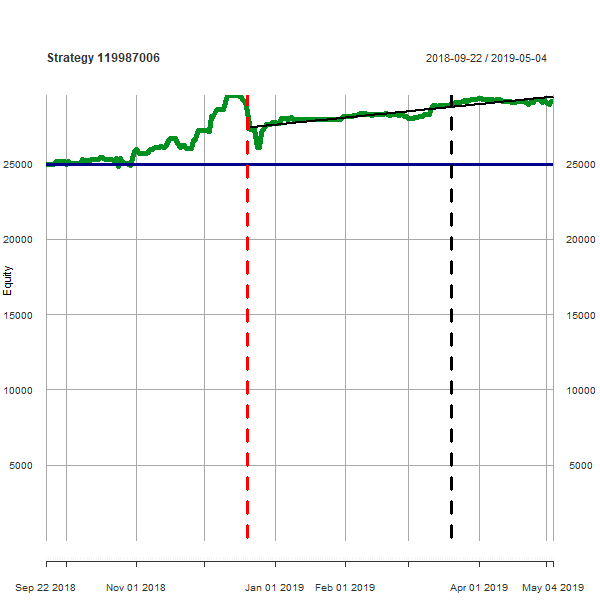 Strategy 119987006
2018-09-22 / 2019-05-04
25000 25000
20000 20000
15000 15000
10000 10000
5000 5000
Equity
Sep 22 2018 Nov 01 2018 Jan 01 2019 Feb 01 2019 Apr 01 2019 May 04 2019